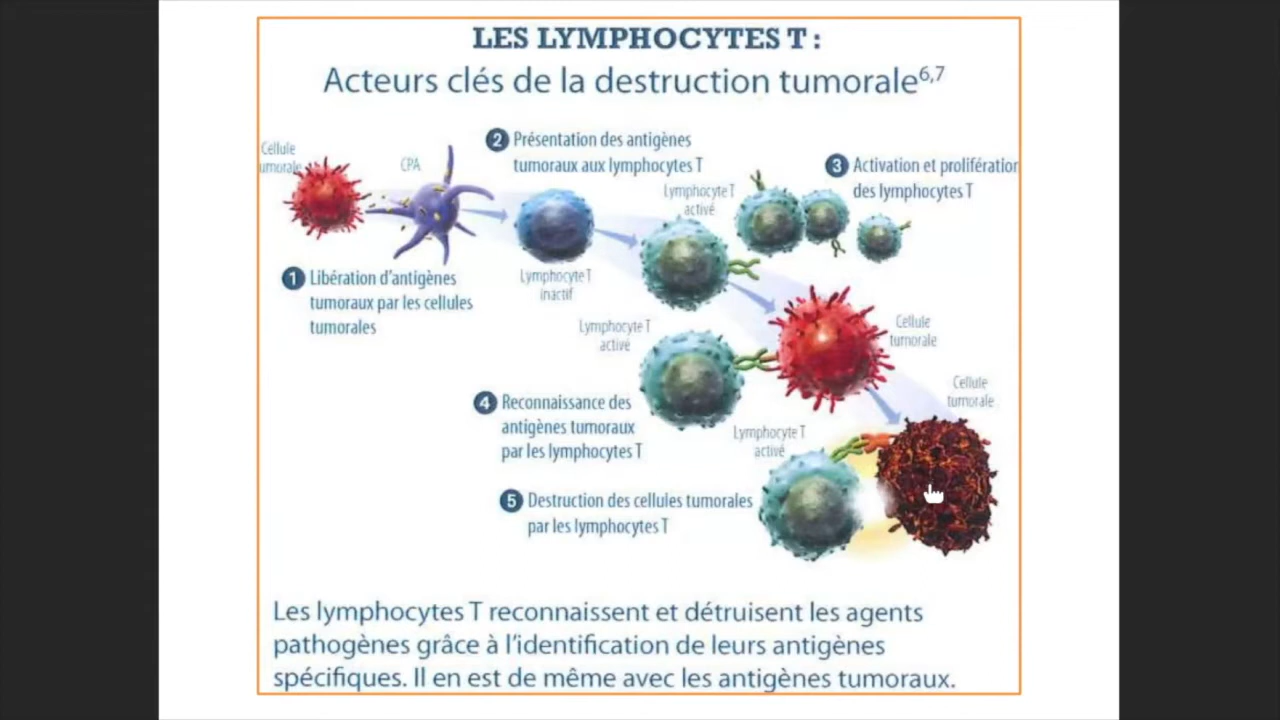 LES LYMPHOCYTES T :
Acteurs clés de la destruction tumorale6,7
Cellule
umorale
CPA
2 Présentation des antigènes
tumoraux aux lymphocytes T
3 Activation et prolifération
des lymphocytes T
Lymphocyte T
activé
1 Libération d'antigènes
tumoraux par les cellules
tumorales
Lymphocyte T
inactif
Lymphocyte T
activé
Cellule
tumorale
4 Reconnaissance des
antigènes tumoraux
par les lymphocytes T
Cellule
tumorale
Lymphocyte T
activé
5 Destruction des cellules tumorales
par les lymphocytes T
Les lymphocytes T reconnaissent et détruisent les agents
pathogènes grâce à l'identification de leurs antigènes
spécifiques. Il en est de même avec les antigènes tumoraux.